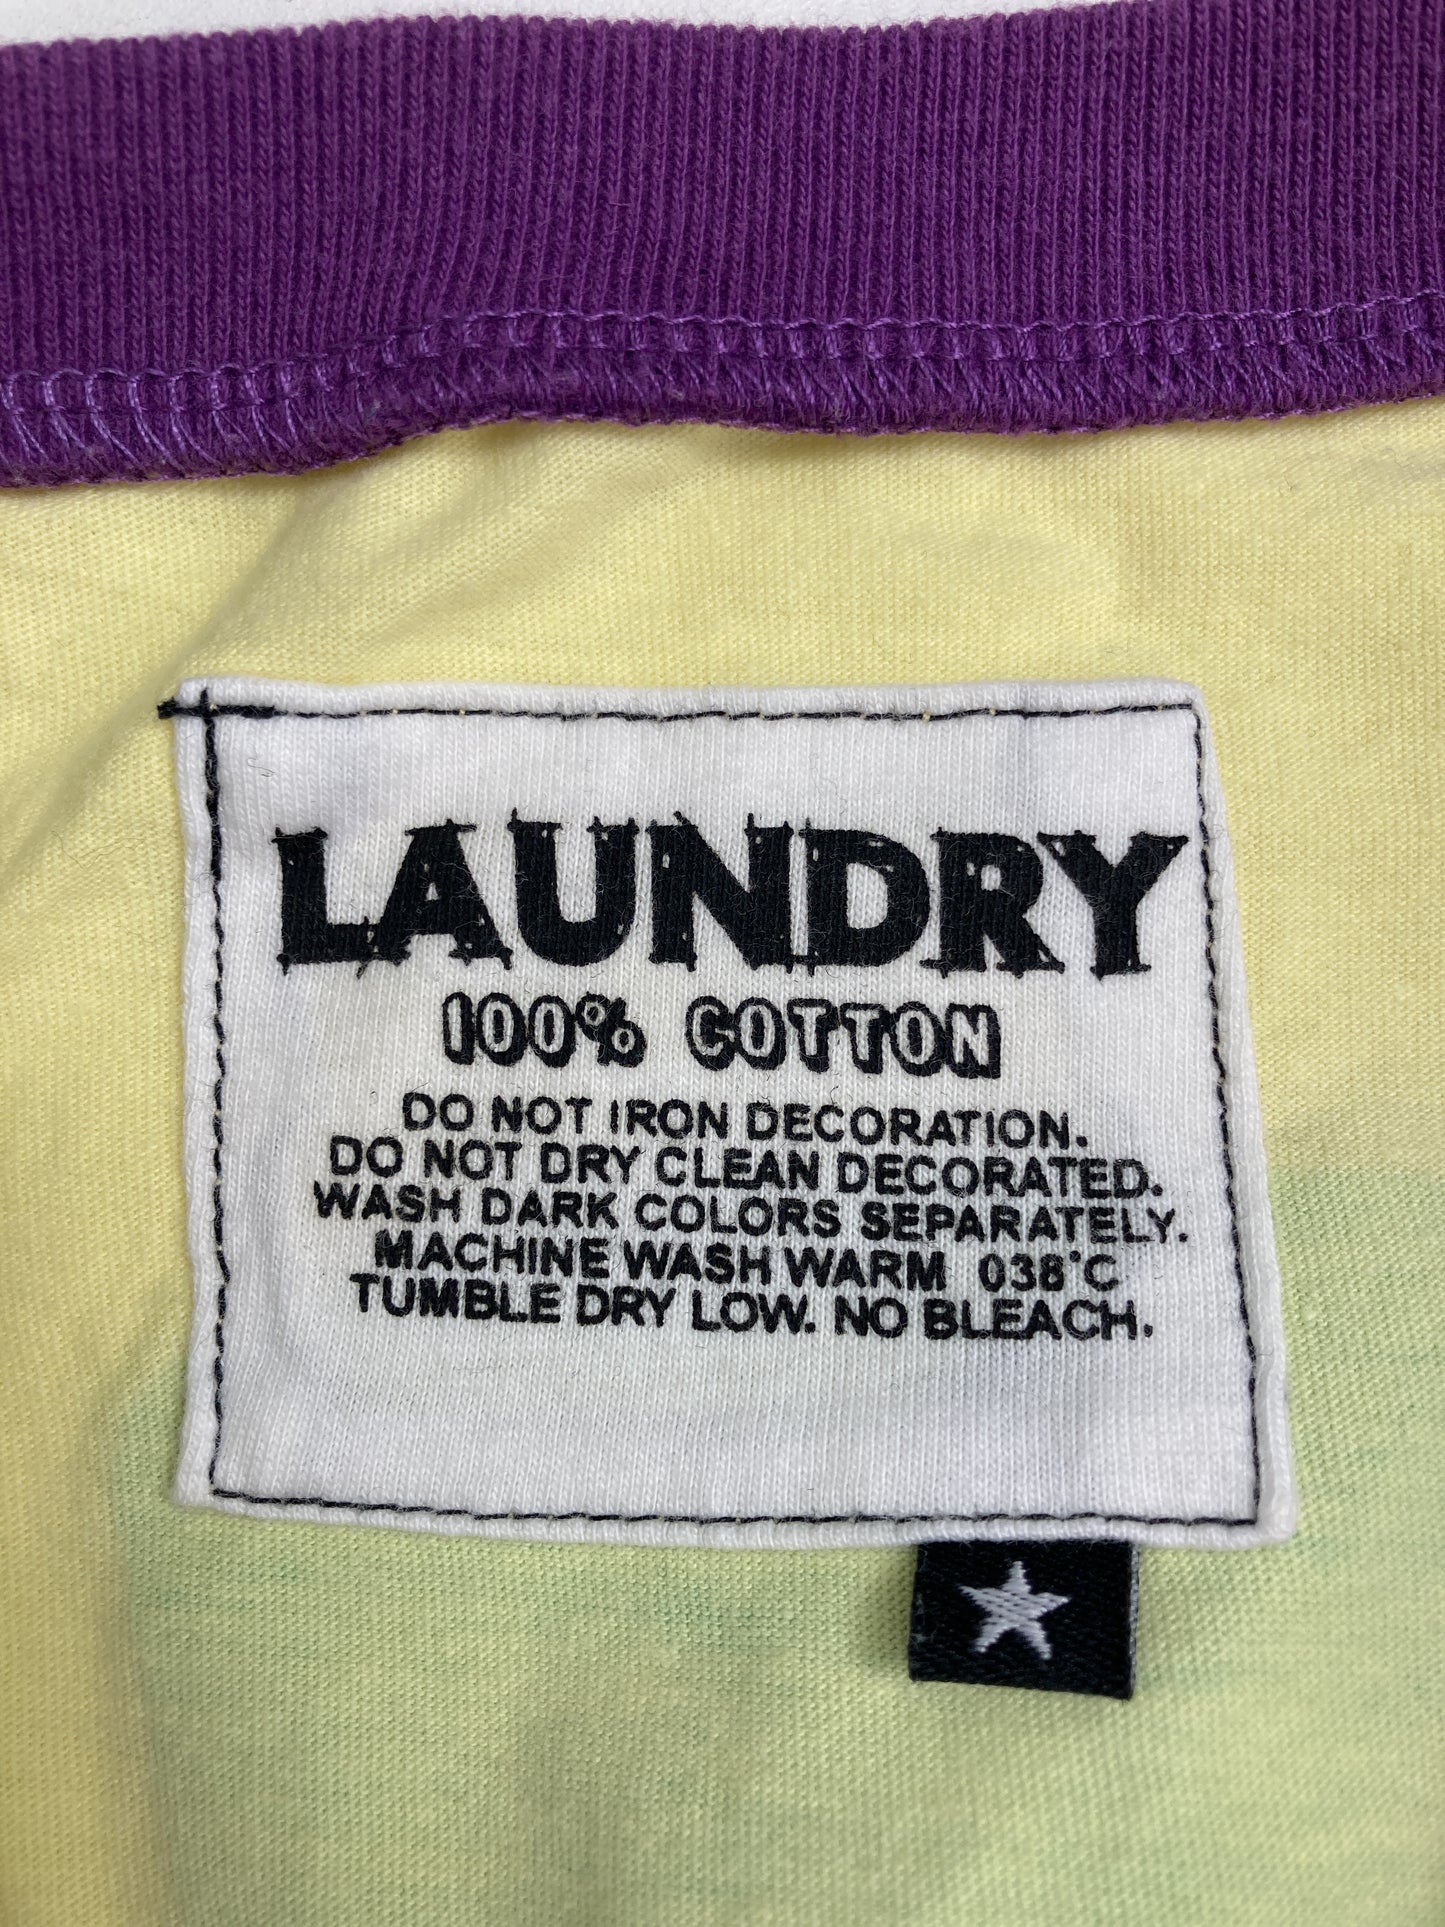 LAUNDRY
100% COTTON
DO NOT IRON DECORATION.
DO NOT DRY CLEAN DECORATED.
WASH DARK COLORS SEPARATELY.
MACHINE WASH WARM 038°C
TUMBLE DRY LOW. NO BLEACH.